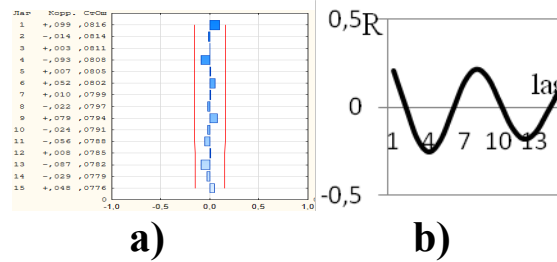 Лаг Корр. СтОш
1 +,099 ,0816
2 -,014 ,0814
3 +,003 ,0811
4 -,093 ,0808
5 +,007 ,0805
6 +,052 ,0802
7 +,010 ,0799
8 -,022 ,0797
9 +,079 ,0794
10 -,024 ,0791
11 -,056 ,0788
12 +,008 ,0785
13 -,087 ,0782
14 -,029 ,0779
15 +,048 ,0776
0
-1,0 -0,5 0,0 0,5 1,0
a)
0,5 R
0
lag
1 4 7 10 13
-0,5
b)